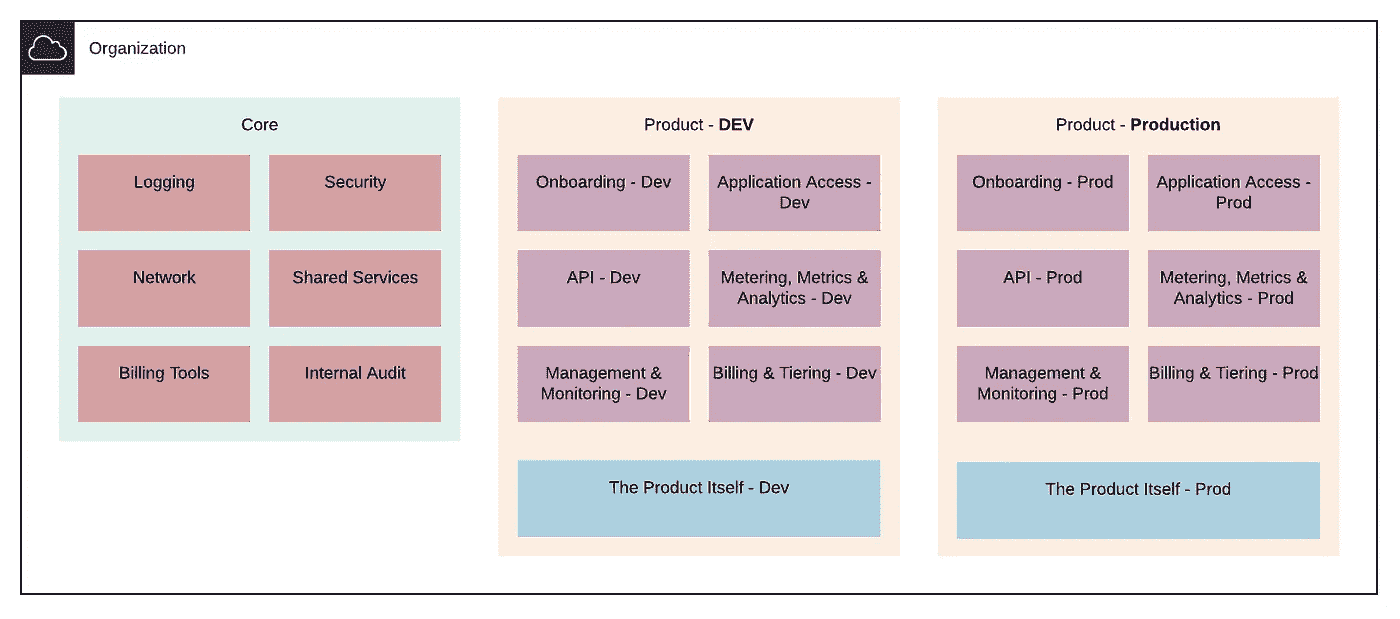 Organization
Core
Logging
Security
Network
Shared Services
Billing Tools
Internal Audit
Product - DEV
Onboarding - Dev
Application Access -
Dev
API - Dev
Metering, Metrics &
Analytics - Dev
Management &
Monitoring - Dev
Billing & Tiering - Dev
The Product Itself - Dev
Product - Production
Onboarding - Prod
Application Access -
Prod
API - Prod
Metering, Metrics &
Analytics - Prod
Management &
Monitoring - Prod
Billing & Tiering - Prod
The Product Itself - Prod